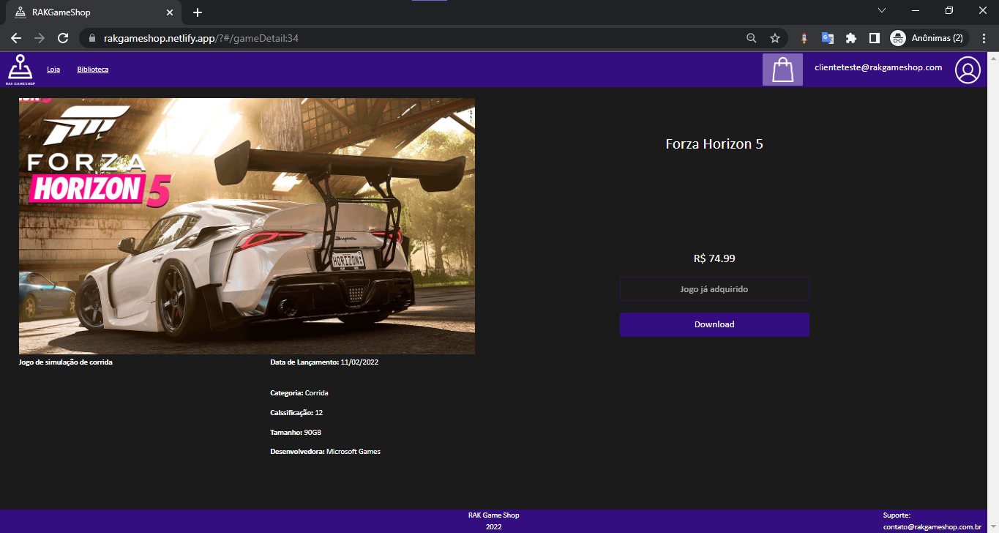 RAKGameShop
rakgameshop.netlify.app/?#/gameDetail:34
Anônimas (2)
RAK GAMESHOP
Loja
Biblioteca
clienteteste@rakgameshop.com
FORZA
HORIZON 5
Supra
HORIZON
Forza Horizon 5
R$ 74.99
Jogo já adquirido
Download
Jogo de simulação de corrida
Data de Lançamento: 11/02/2022
Categoria: Corrida
Calssificação: 12
Tamanho: 90GB
Desenvolvedora: Microsoft Games
RAK Game Shop
2022
Suporte:
contato@rakgameshop.com.br